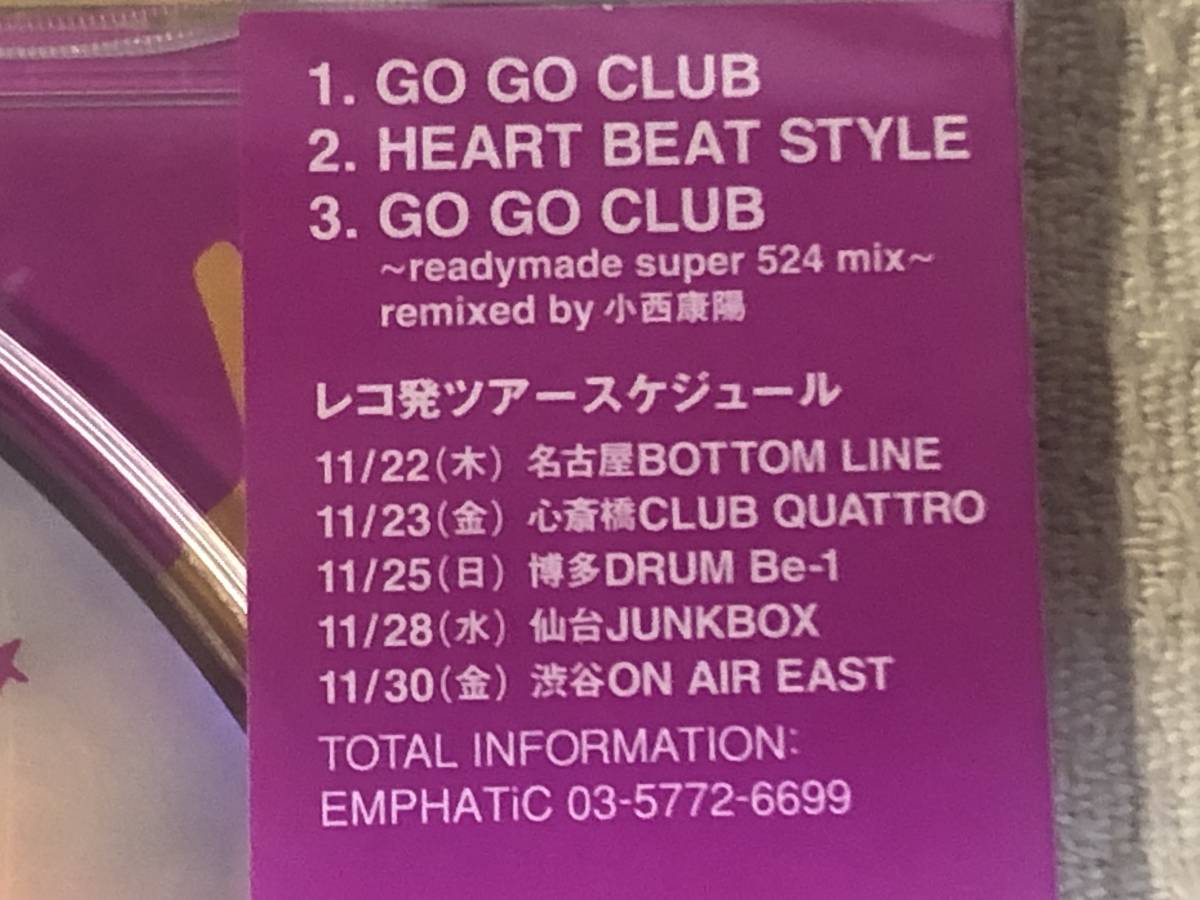 1. GO GO CLUB
2. HEART BEAT STYLE
3. GO GO CLUB
~readymade super 524 mix~
remixed by 小西康陽
レコ発ツアースケジュール
11/22(木) 名古屋BOTTOM LINE
11/23(金) 心斎橋CLUB QUATTRO
11/25(日) 博多DRUM Be-1
11/28(水) 仙台JUNKBOX
11/30(金) 渋谷ON AIR EAST
TOTAL INFORMATION:
EMPHATiC 03-5772-6699